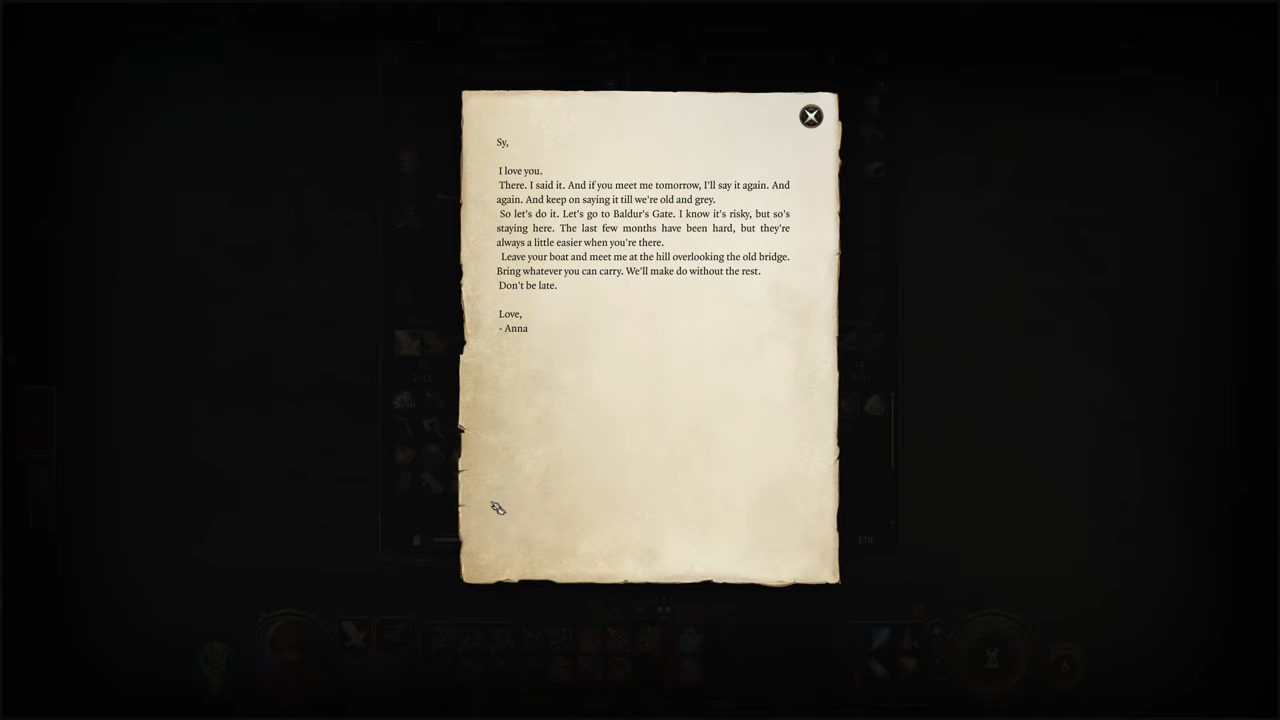 Sy,
I love you.
There. I said it. And if you meet me tomorrow, I'll say it again. And
again. And keep on saying it till we're old and grey.
So let's do it. Let's go to Baldur's Gate. I know it's risky, but so's
staying here. The last few months have been hard, but they're
always a little easier when you're there.
Leave your boat and meet me at the hill overlooking the old bridge.
Bring whatever you can carry. We'll make do without the rest.
Don't be late.
Love,
- Anna
170